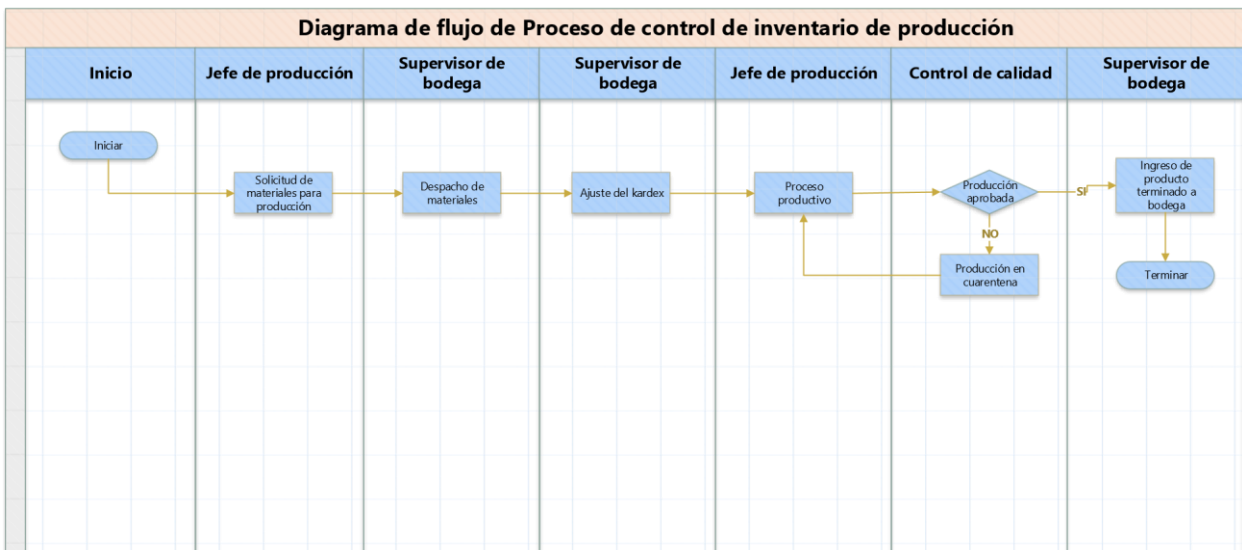 Diagrama de flujo de Proceso de control de inventario de producción
Inicio
Jefe de producción
Supervisor de
bodega
Supervisor de
bodega
Jefe de producción
Control de calidad
Supervisor de
bodega
Iniciar
Solicitud de
materiales para
producción
Despacho de
materiales
Ajuste del kardex
Proceso
productivo
Producción
aprobada
SI
Ingreso de
producto
terminado a
bodega
NO
Producción en
cuarentena
Terminar